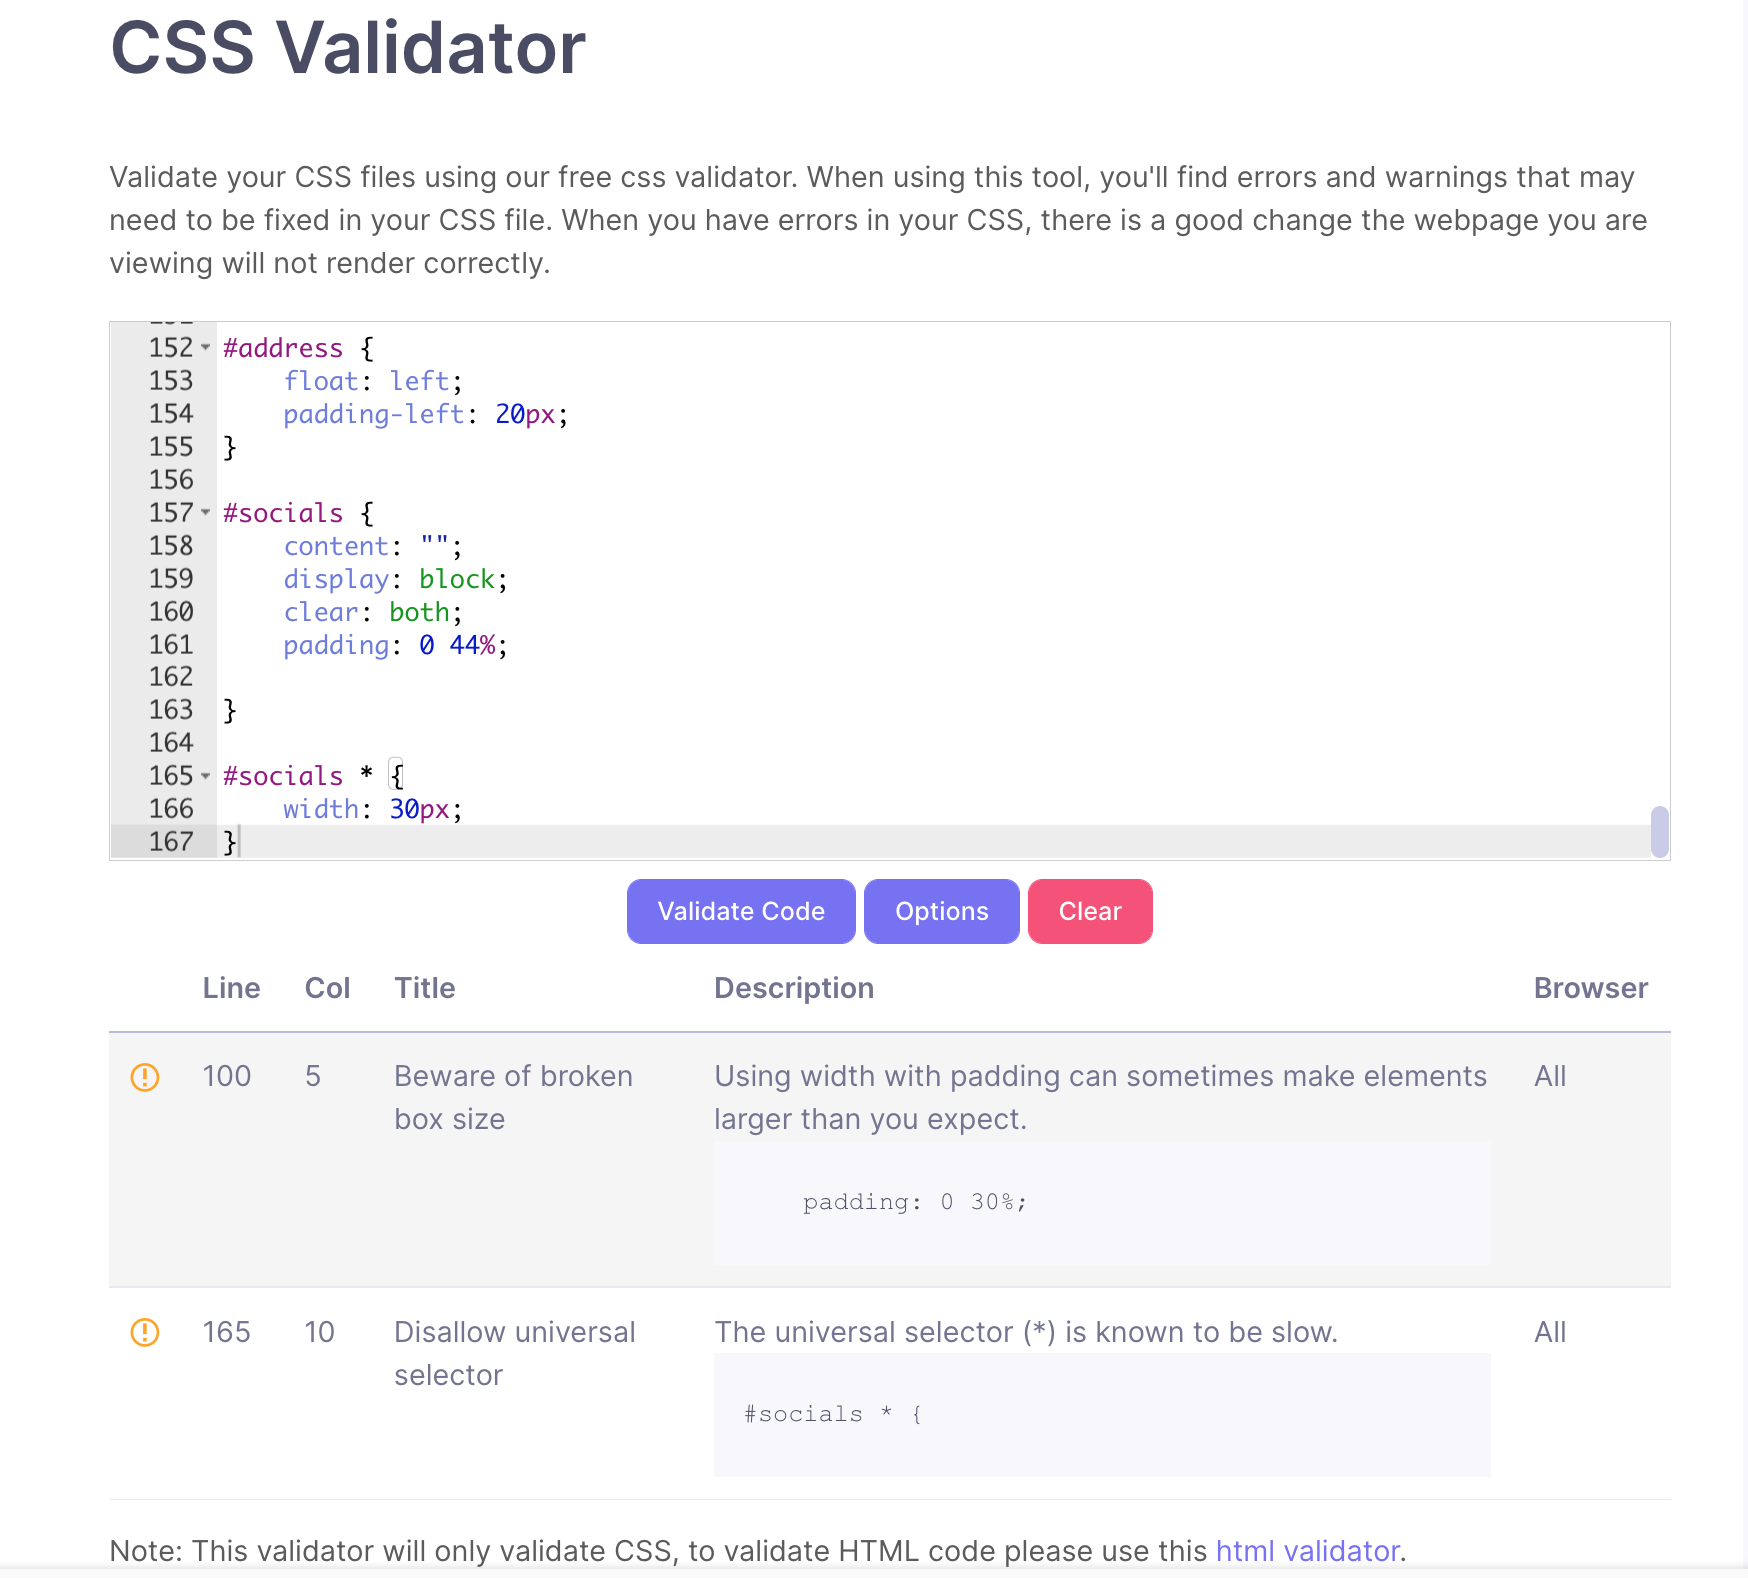 CSS Validator
Validate your CSS files using our free css validator. When using this tool, you'll find errors and warnings that may
need to be fixed in your CSS file. When you have errors in your CSS, there is a good change the webpage you are
viewing will not render correctly.
152 #address {
153     float: left;
154     padding-left: 20px;
155 }
156
157 #socials {
158     content: "";
159     display: block;
160     clear: both;
161     padding: 0 44%;
162
163 }
164
165 #socials * {
166     width: 30px;
167 }
Validate Code Options Clear
Line Col Title Description Browser
100 5 Beware of broken Using width with padding can sometimes make elements All
box size larger than you expect.
padding: 0 30%;
165 10 Disallow universal The universal selector (*) is known to be slow. All
selector
#socials * {
Note: This validator will only validate CSS, to validate HTML code please use this html validator.